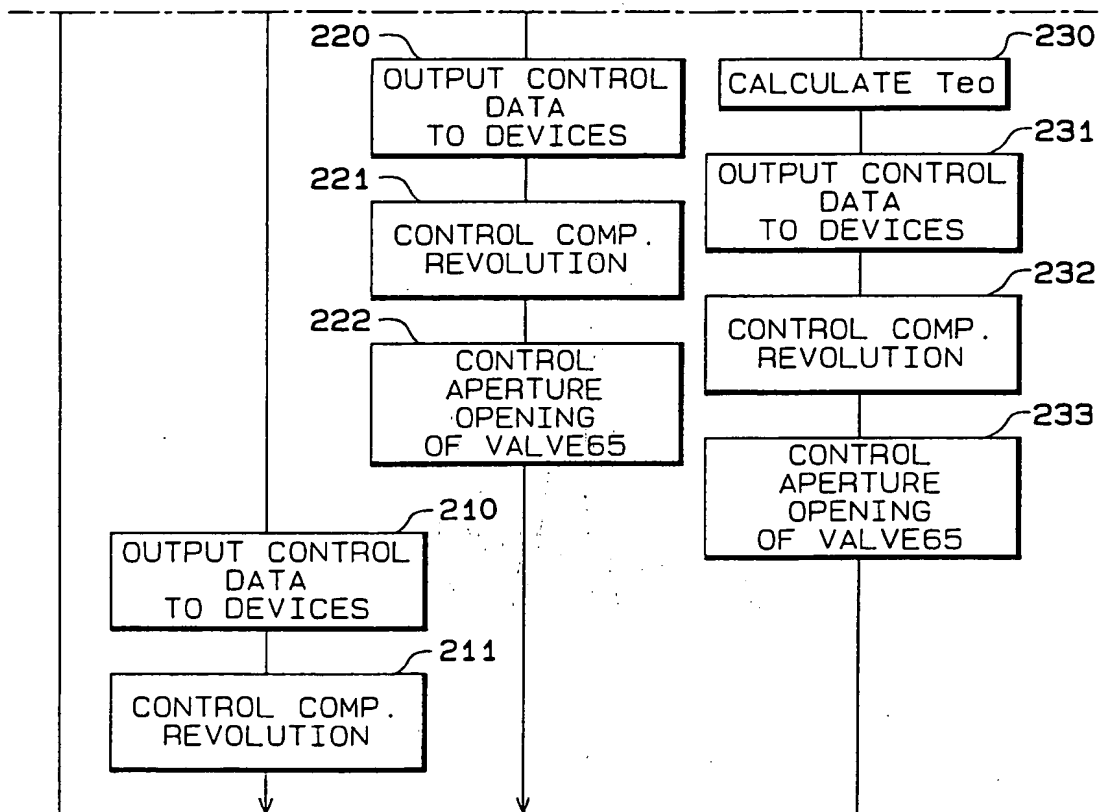 220
OUTPUT CONTROL
DATA
TO DEVICES
221
CONTROL COMP.
REVOLUTION
222
CONTROL
APERTURE
OPENING
OF VALVE65
230
CALCULATE Teo
231
OUTPUT CONTROL
DATA
TO DEVICES
232
CONTROL COMP.
REVOLUTION
233
CONTROL
APERTURE
OPENING
OF VALVE65
210
OUTPUT CONTROL
DATA
TO DEVICES
211
CONTROL COMP.
REVOLUTION